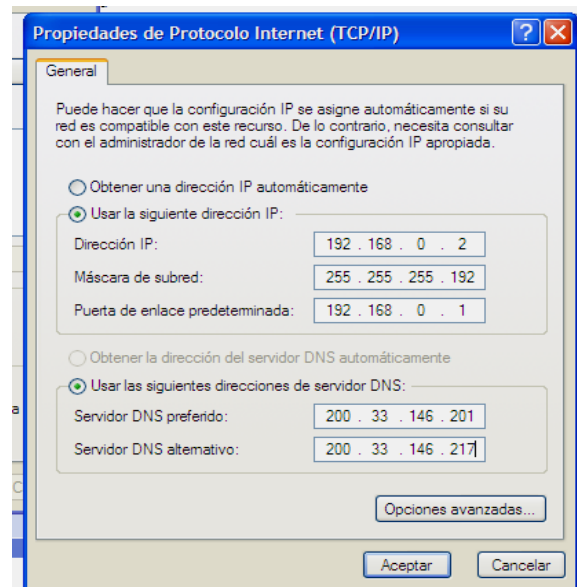 Propiedades de Protocolo Internet (TCP/IP)
General
Puede hacer que la configuración IP se asigne automáticamente si su
red es compatible con este recurso. De lo contrario, necesita consultar
con el administrador de la red cuál es la configuración IP apropiada.
Obtener una dirección IP automáticamente
Usar la siguiente dirección IP:
Dirección IP: 192 . 168 . 0 . 2
Máscara de subred: 255 . 255 . 255 . 192
Puerta de enlace predeterminada: 192 . 168 . 0 . 1
Obtener la dirección del servidor DNS automáticamente
Usar las siguientes direcciones de servidor DNS:
Servidor DNS preferido: 200 . 33 . 146 . 201
Servidor DNS alternativo: 200 . 33 . 146 . 217
Opciones avanzadas...
Aceptar Cancelar